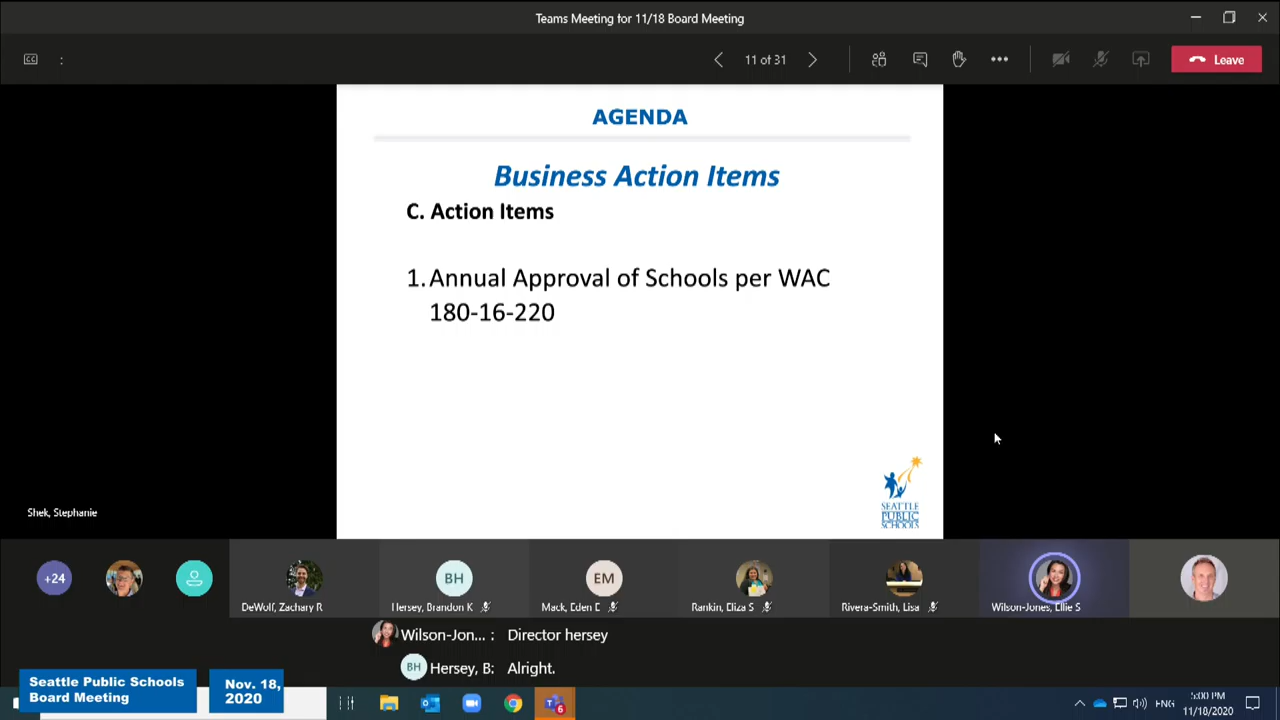 Teams Meeting for 11/18 Board Meeting
CC :
11 of 31
Leave
AGENDA
Business Action Items
C. Action Items
1. Annual Approval of Schools per WAC
180-16-220
SEATTLE
PUBLIC
SCHOOLS
Shek, Stephanie
+24
BH
EM
DeWolf, Zachary R
Hersey, Brandon K
Mack, Eden E
Rankin, Eliza S
Rivera-Smith, Lisa
Wilson-Jones, Ellie S
Wilson-Jon... : Director hersey
BH Hersey, B: Alright.
Seattle Public Schools
Board Meeting
Nov. 18,
2020
6
ENG
5:00 PM
11/18/2020